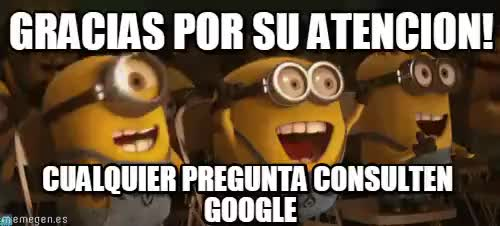 GRACIAS POR SU ATENCION!
CUALQUIER PREGUNTA CONSULTEN
GOOGLE
memegen.es